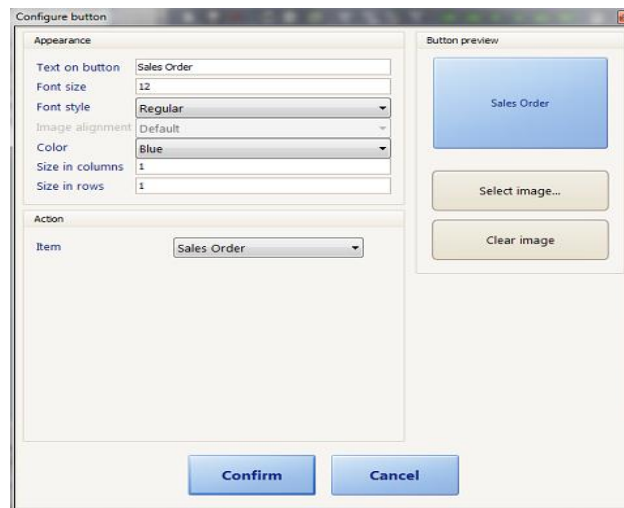 Configure button
Appearance
Text on button Sales Order
Font size 12
Font style Regular
Image alignment Default
Color Blue
Size in columns 1
Size in rows 1
Button preview
Sales Order
Select image...
Clear image
Action
Item Sales Order
Confirm Cancel